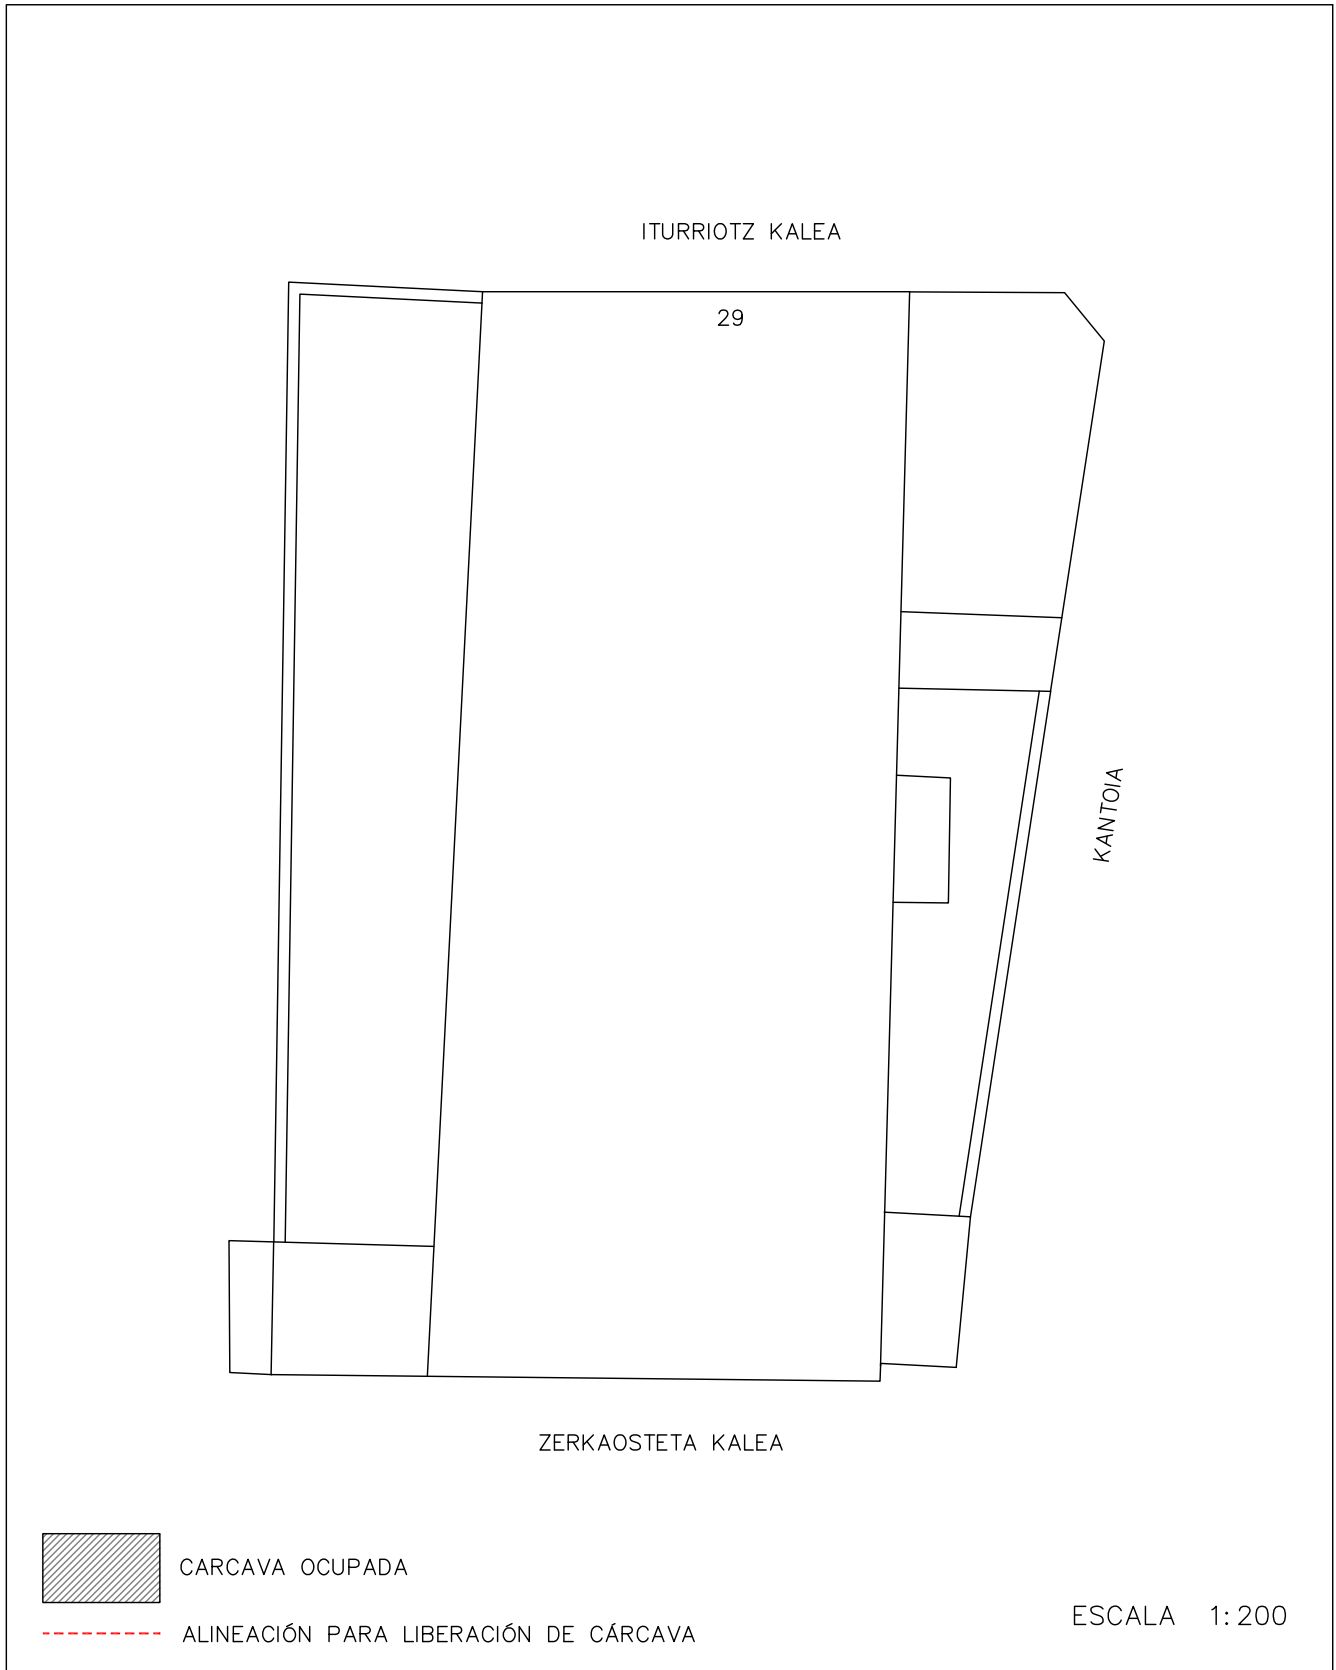 ITURRIOTZ KALEA
29
KANTOIA
ZERKAOSTETA KALEA
CARCAVA OCUPADA
ALINEACIÓN PARA LIBERACIÓN DE CÁRCAVA
ESCALA 1:200